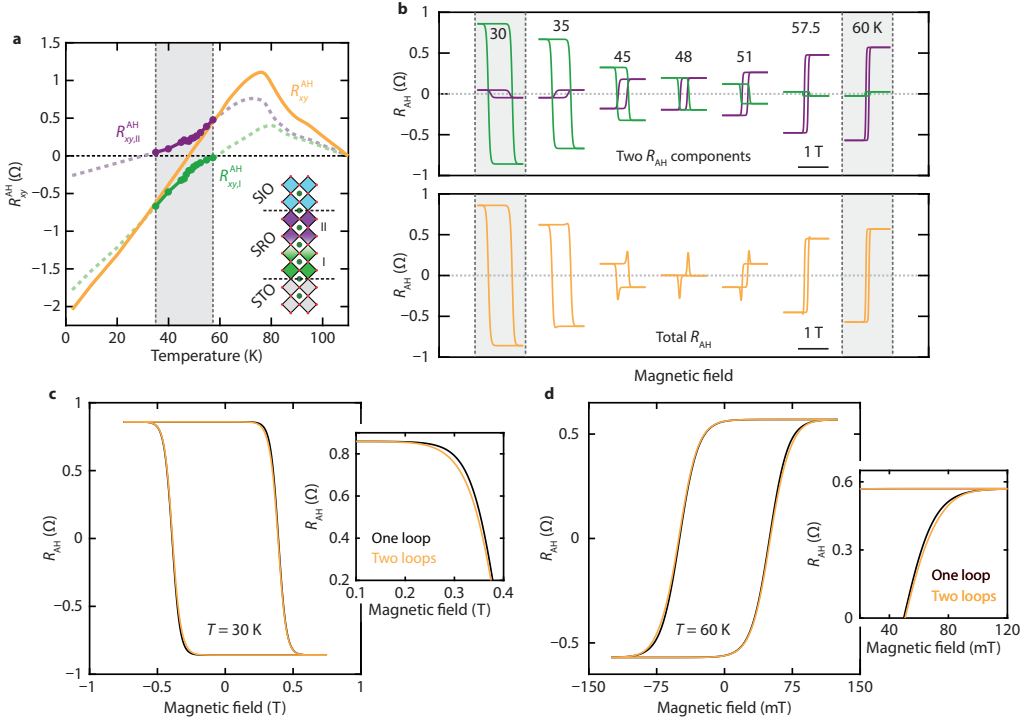 a
R_xy^AH (Ω)
1.5
1
0.5
0
−0.5
−1
−1.5
−2
R_xy^AH
R_xy,II^AH
R_xy,I^AH
SIO
SRO
STO
II
I
0 20 40 60 80 100
Temperature (K)
b
R_AH (Ω)
1
0.5
0
−0.5
−1
30 35 45 48 51 57.5 60 K
Two R_AH components
1 T
R_AH (Ω)
1
0.5
0
−0.5
−1
Total R_AH
1 T
Magnetic field
c
R_AH (Ω)
1
0.5
0
−0.5
−1
T = 30 K
−1 −0.5 0 0.5 1
Magnetic field (T)
R_AH (Ω)
0.8
0.6
0.4
0.2
One loop
Two loops
0.1 0.2 0.3 0.4
Magnetic field (T)
d
R_AH (Ω)
0.5
0
−0.5
T = 60 K
−150 −75 0 75 150
Magnetic field (mT)
R_AH (Ω)
0.6
0.3
0
One loop
Two loops
40 80 120
Magnetic field (mT)